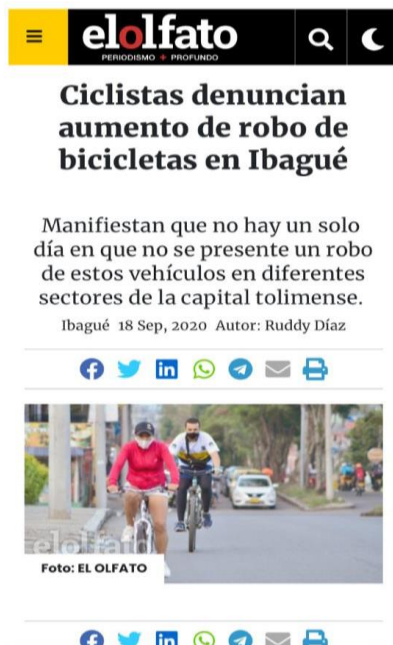 elolfato
PERIODISMO + PROFUNDO
Ciclistas denuncian
aumento de robo de
bicicletas en Ibagué
Manifiestan que no hay un solo
día en que no se presente un robo
de estos vehículos en diferentes
sectores de la capital tolimense.
Ibagué 18 Sep, 2020 Autor: Ruddy Díaz
elolfato
Foto: EL OLFATO